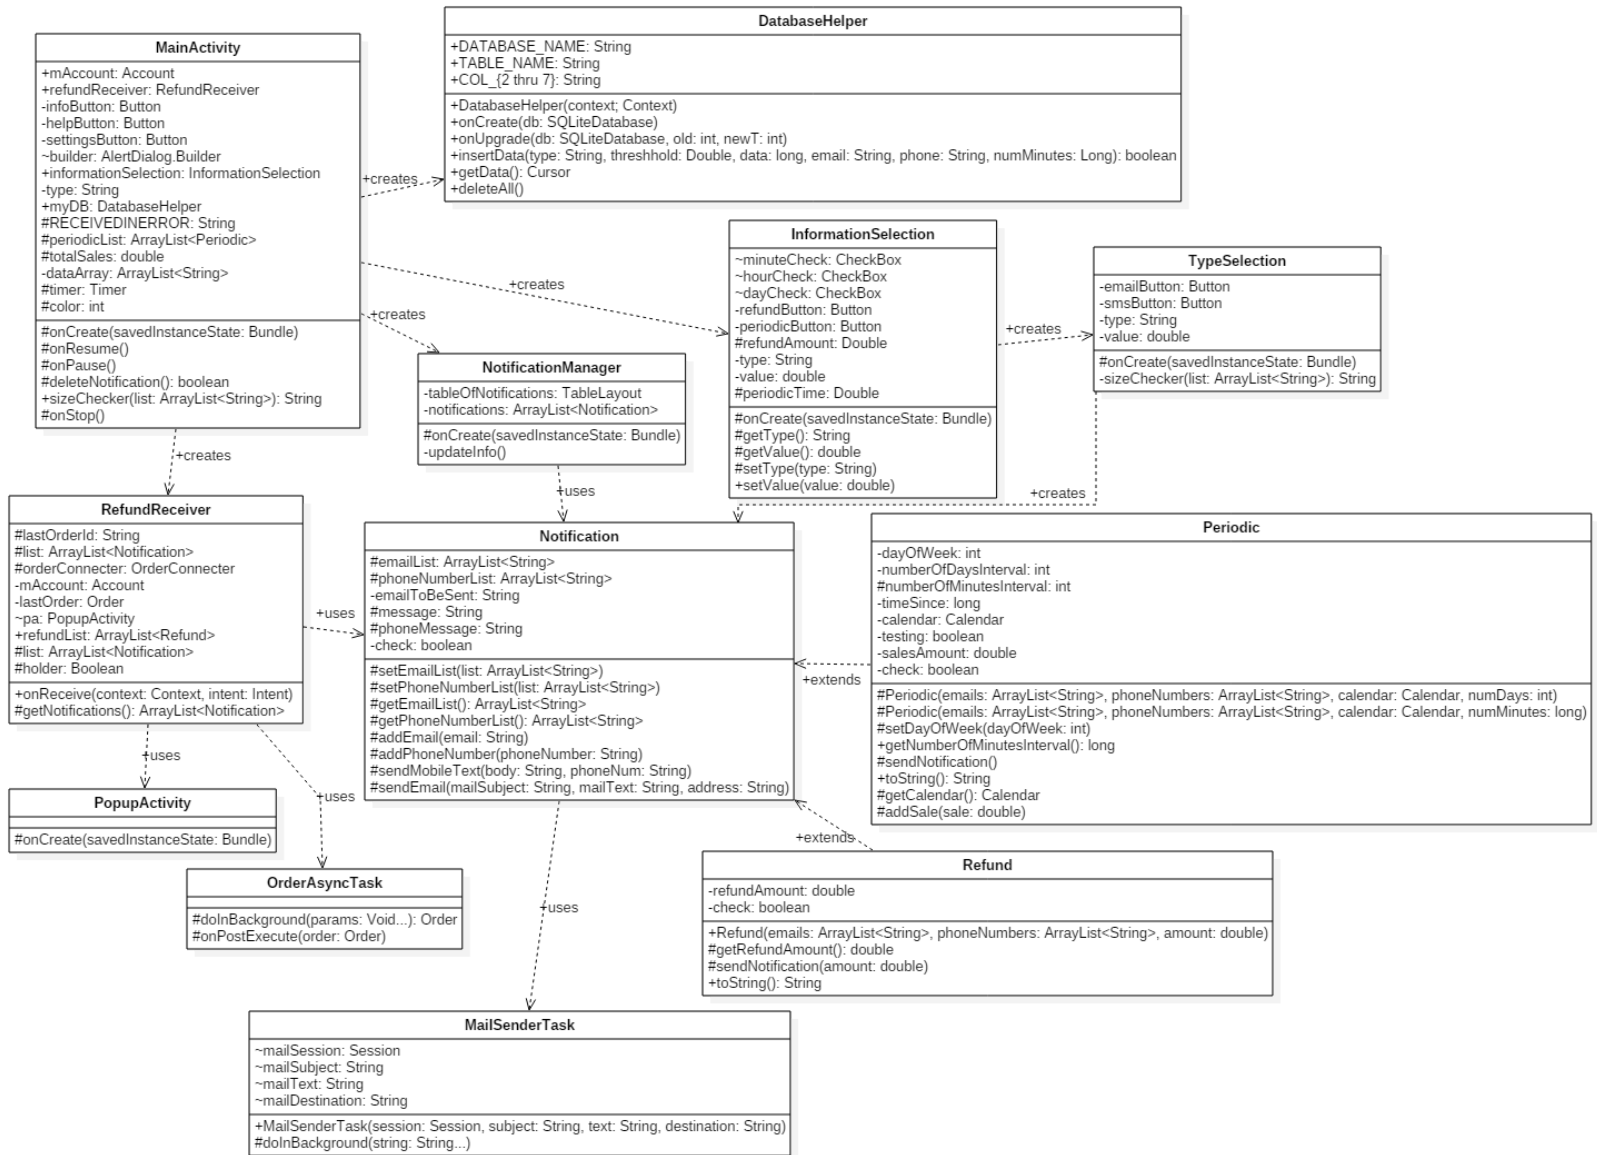 DatabaseHelper
+DATABASE_NAME: String
+TABLE_NAME: String
+COL_{2 thru 7}: String
+DatabaseHelper(context; Context)
+onCreate(db: SQLiteDatabase)
+onUpgrade(db: SQLiteDatabase, old: int, newT: int)
+insertData(type: String, threshhold: Double, data: long, email: String, phone: String, numMinutes: Long): boolean
+getData(): Cursor
+deleteAll()
MainActivity
+mAccount: Account
+refundReceiver: RefundReceiver
-infoButton: Button
-helpButton: Button
-settingsButton: Button
~builder: AlertDialog.Builder
+informationSelection: InformationSelection
-type: String
+myDB: DatabaseHelper
#RECEIVEDINERROR: String
#periodicList: ArrayList<Periodic>
#totalSales: double
-dataArray: ArrayList<String>
#timer: Timer
#color: int
#onCreate(savedInstanceState: Bundle)
#onResume()
#onPause()
#deleteNotification(): boolean
+sizeChecker(list: ArrayList<String>): String
#onStop()
+creates
+creates
+creates
+creates
InformationSelection
~minuteCheck: CheckBox
~hourCheck: CheckBox
~dayCheck: CheckBox
-refundButton: Button
-periodicButton: Button
#refundAmount: Double
-type: String
-value: double
#periodicTime: Double
#onCreate(savedInstanceState: Bundle)
#getType(): String
#getValue(): double
#setType(type: String)
+setValue(value: double)
+creates
TypeSelection
-emailButton: Button
-smsButton: Button
-type: String
-value: double
#onCreate(savedInstanceState: Bundle)
-sizeChecker(list: ArrayList<String>): String
+creates
NotificationManager
-tableOfNotifications: TableLayout
-notifications: ArrayList<Notification>
#onCreate(savedInstanceState: Bundle)
-updateInfo()
+uses
RefundReceiver
#lastOrderId: String
#list: ArrayList<Notification>
#orderConnecter: OrderConnecter
-mAccount: Account
-lastOrder: Order
~pa: PopupActivity
+refundList: ArrayList<Refund>
#list: ArrayList<Notification>
#holder: Boolean
+onReceive(context: Context, intent: Intent)
#getNotifications(): ArrayList<Notification>
+uses
+uses
+uses
Notification
#emailList: ArrayList<String>
#phoneNumberList: ArrayList<String>
-emailToBeSent: String
#message: String
#phoneMessage: String
-check: boolean
#setEmailList(list: ArrayList<String>)
#setPhoneNumberList(list: ArrayList<String>)
#getEmailList(): ArrayList<String>
#getPhoneNumberList(): ArrayList<String>
#addEmail(email: String)
#addPhoneNumber(phoneNumber: String)
#sendMobileText(body: String, phoneNum: String)
#sendEmail(mailSubject: String, mailText: String, address: String)
Periodic
-dayOfWeek: int
-numberOfDaysInterval: int
#numberOfMinutesInterval: int
-timeSince: long
-calendar: Calendar
-testing: boolean
-salesAmount: double
-check: boolean
#Periodic(emails: ArrayList<String>, phoneNumbers: ArrayList<String>, calendar: Calendar, numDays: int)
#Periodic(emails: ArrayList<String>, phoneNumbers: ArrayList<String>, calendar: Calendar, numMinutes: long)
#setDayOfWeek(dayOfWeek: int)
+getNumberOfMinutesInterval(): long
#sendNotification()
+toString(): String
#getCalendar(): Calendar
#addSale(sale: double)
+extends
+extends
PopupActivity
#onCreate(savedInstanceState: Bundle)
OrderAsyncTask
#doInBackground(params: Void...): Order
#onPostExecute(order: Order)
+uses
Refund
-refundAmount: double
-check: boolean
+Refund(emails: ArrayList<String>, phoneNumbers: ArrayList<String>, amount: double)
#getRefundAmount(): double
#sendNotification(amount: double)
+toString(): String
MailSenderTask
~mailSession: Session
~mailSubject: String
~mailText: String
~mailDestination: String
+MailSenderTask(session: Session, subject: String, text: String, destination: String)
#doInBackground(string: String...)